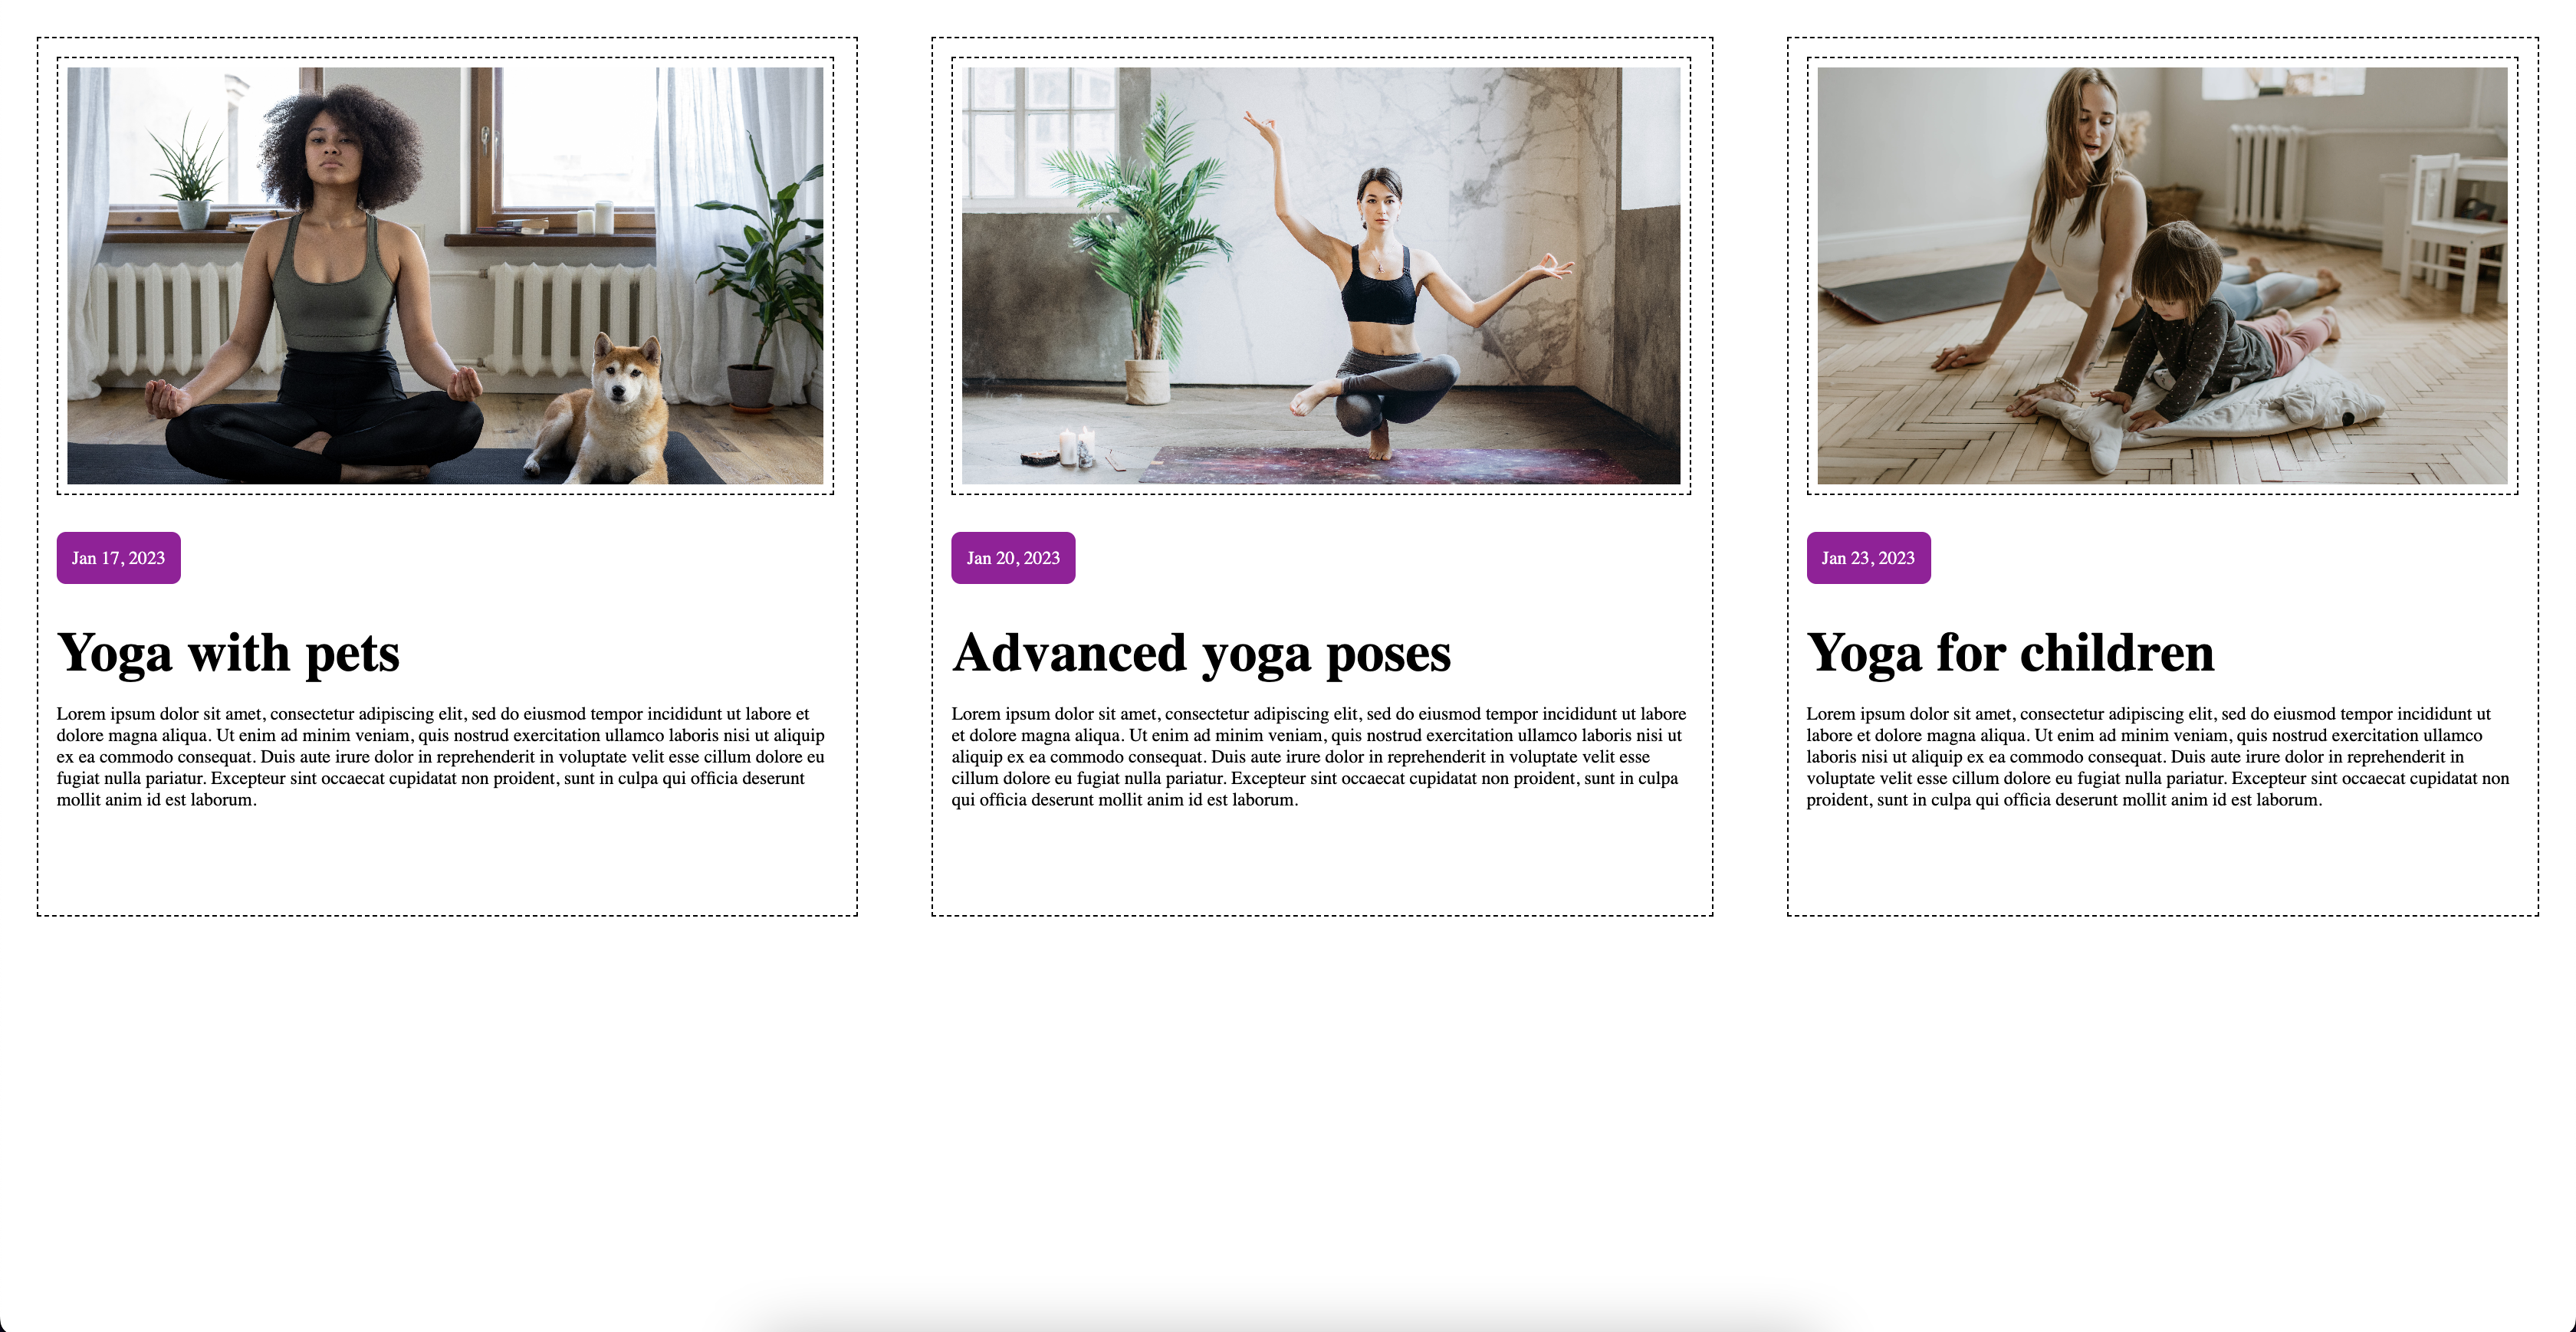 Jan 17, 2023
Yoga with pets
Lorem ipsum dolor sit amet, consectetur adipiscing elit, sed do eiusmod tempor incididunt ut labore et
dolore magna aliqua. Ut enim ad minim veniam, quis nostrud exercitation ullamco laboris nisi ut aliquip
ex ea commodo consequat. Duis aute irure dolor in reprehenderit in voluptate velit esse cillum dolore eu
fugiat nulla pariatur. Excepteur sint occaecat cupidatat non proident, sunt in culpa qui officia deserunt
mollit anim id est laborum.
Jan 20, 2023
Advanced yoga poses
Lorem ipsum dolor sit amet, consectetur adipiscing elit, sed do eiusmod tempor incididunt ut labore
et dolore magna aliqua. Ut enim ad minim veniam, quis nostrud exercitation ullamco laboris nisi ut
aliquip ex ea commodo consequat. Duis aute irure dolor in reprehenderit in voluptate velit esse
cillum dolore eu fugiat nulla pariatur. Excepteur sint occaecat cupidatat non proident, sunt in culpa
qui officia deserunt mollit anim id est laborum.
Jan 23, 2023
Yoga for children
Lorem ipsum dolor sit amet, consectetur adipiscing elit, sed do eiusmod tempor incididunt ut
labore et dolore magna aliqua. Ut enim ad minim veniam, quis nostrud exercitation ullamco
laboris nisi ut aliquip ex ea commodo consequat. Duis aute irure dolor in reprehenderit in
voluptate velit esse cillum dolore eu fugiat nulla pariatur. Excepteur sint occaecat cupidatat non
proident, sunt in culpa qui officia deserunt mollit anim id est laborum.